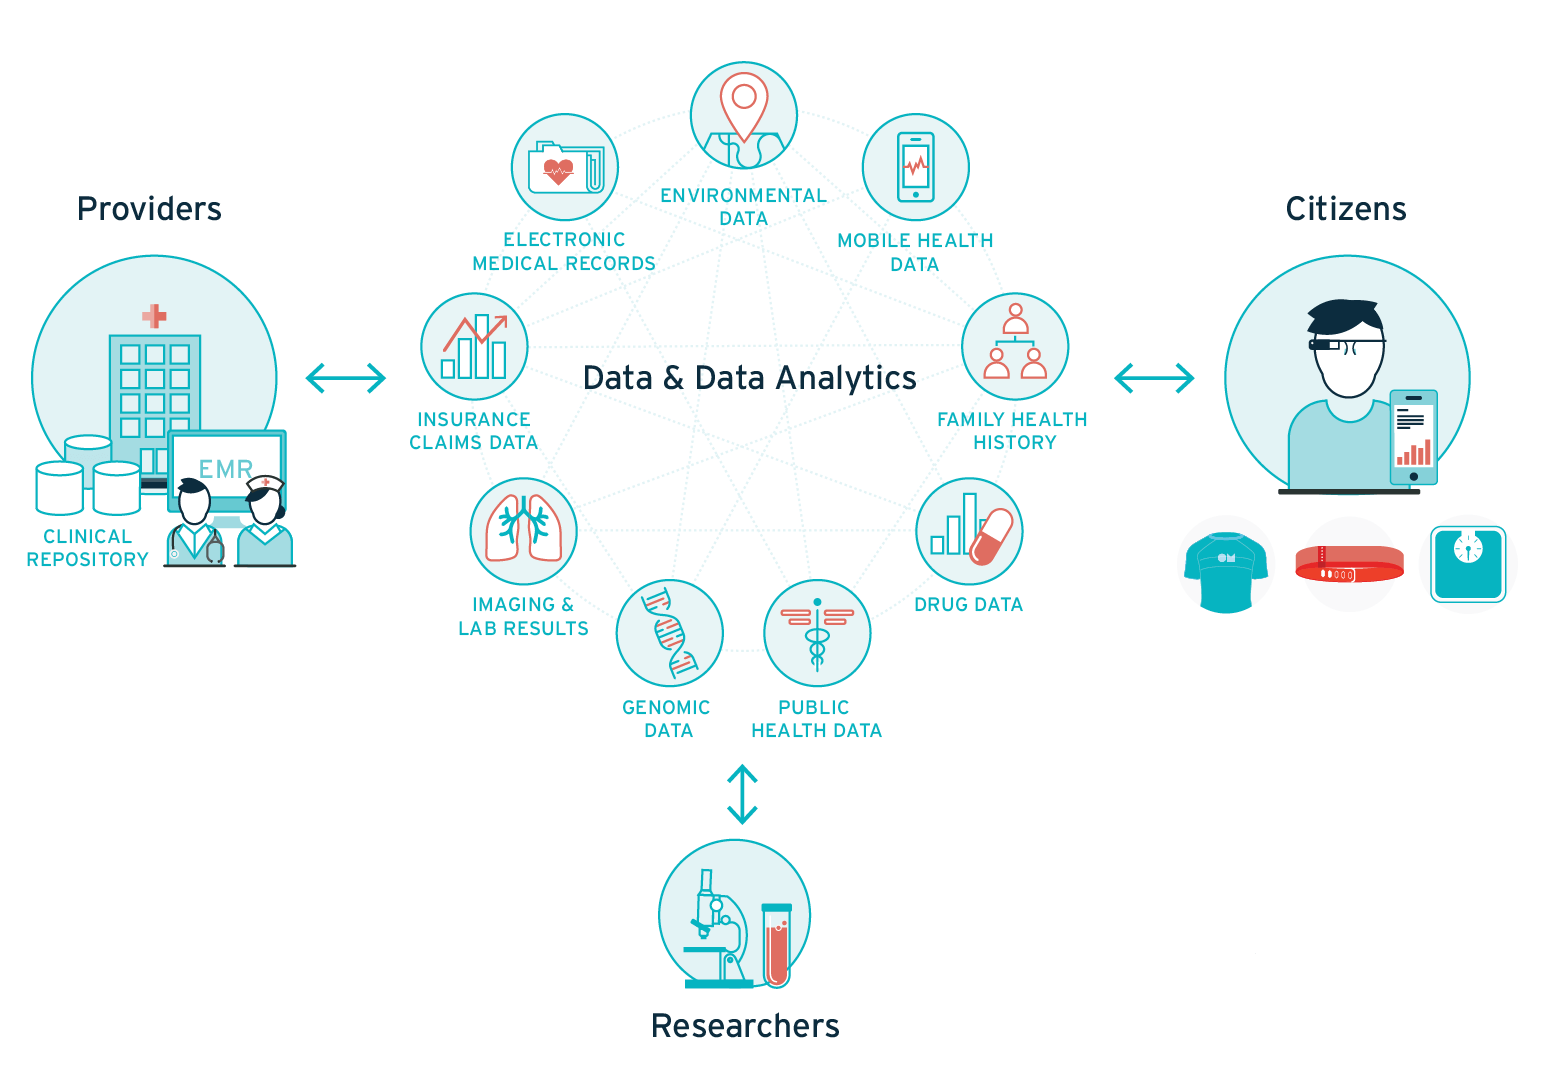 Providers
EMR
CLINICAL
REPOSITORY
ELECTRONIC
MEDICAL RECORDS
ENVIRONMENTAL
DATA
MOBILE HEALTH
DATA
INSURANCE
CLAIMS DATA
Data & Data Analytics
FAMILY HEALTH
HISTORY
IMAGING &
LAB RESULTS
GENOMIC
DATA
PUBLIC
HEALTH DATA
DRUG DATA
Citizens
Researchers